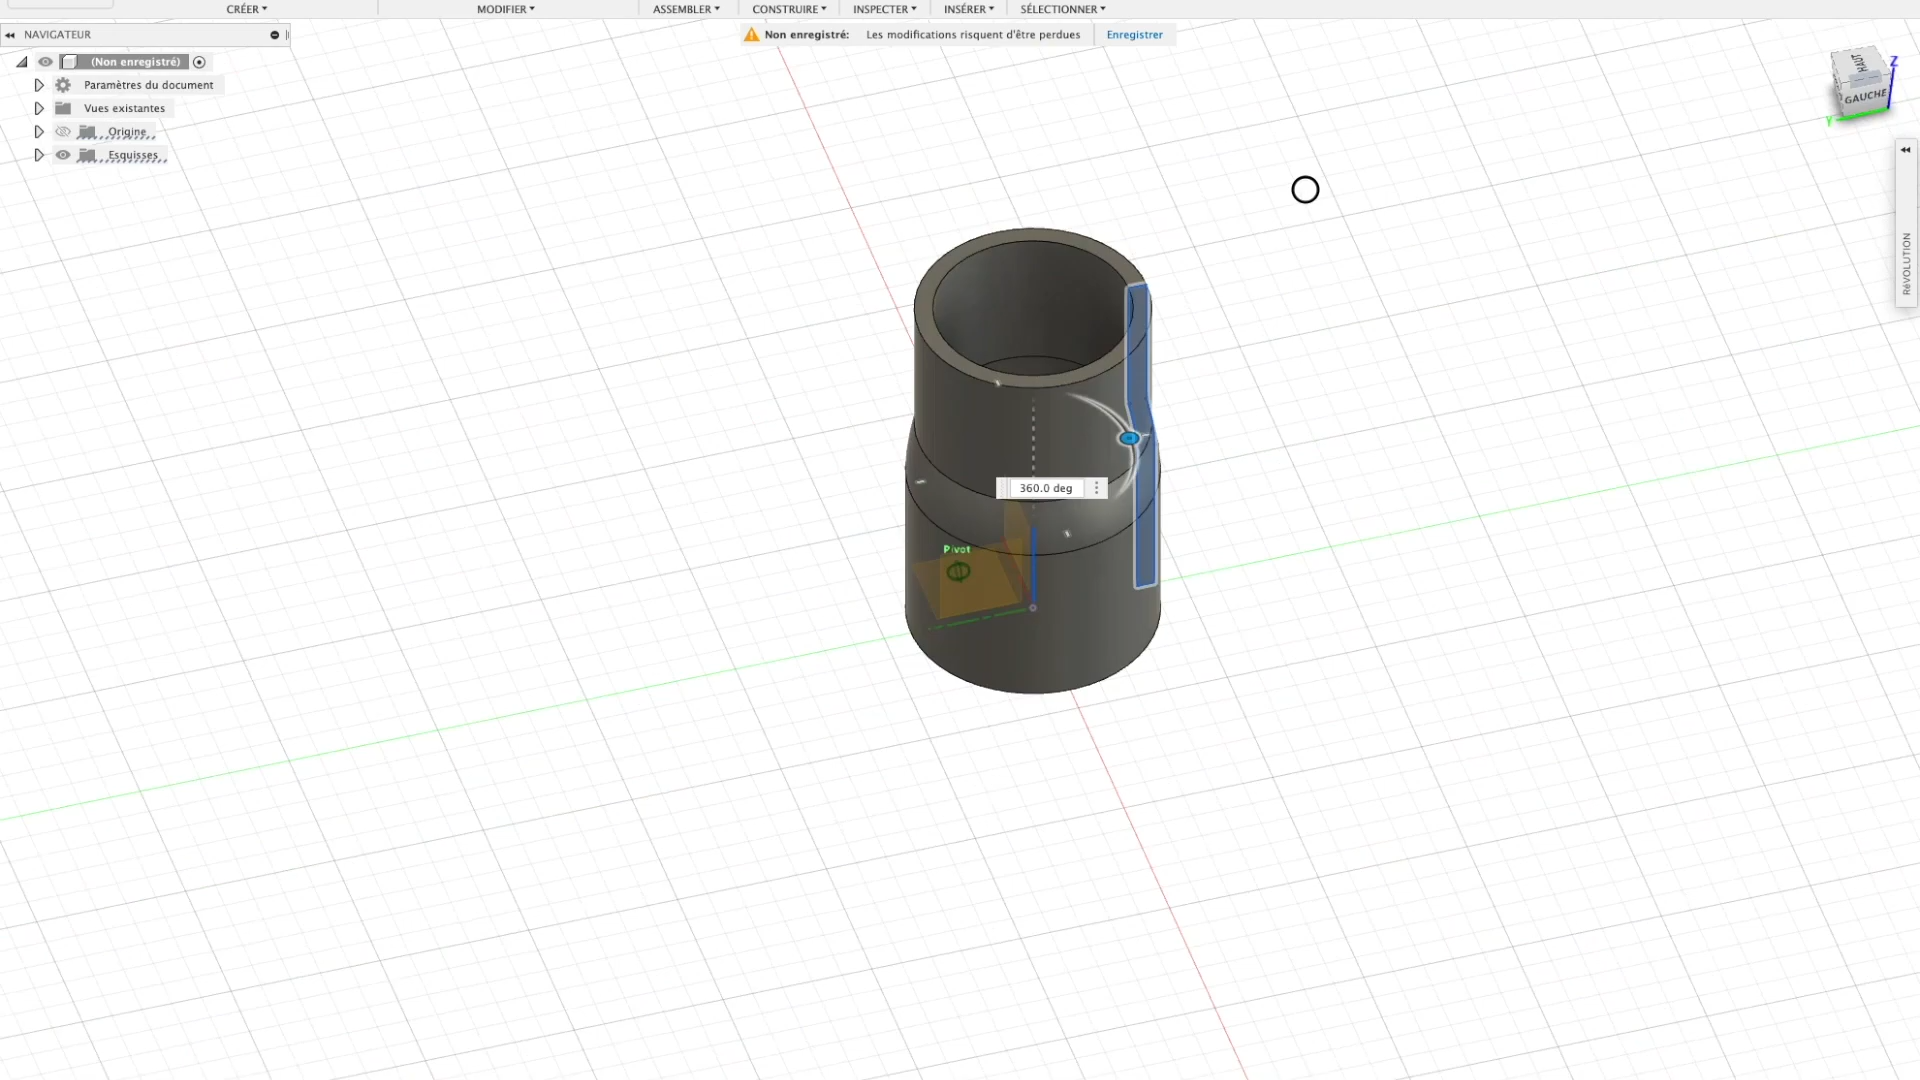 CRÉER
MODIFIER
ASSEMBLER
CONSTRUIRE
INSPECTER
INSÉRER
SÉLECTIONNER
NAVIGATEUR
Non enregistré: Les modifications risquent d'être perdues Enregistrer
(Non enregistré)
Paramètres du document
Vues existantes
Origine
Esquisses
HAUT
GAUCHE
Z
Y
RÉVOLUTION
360.0 deg
Pivot